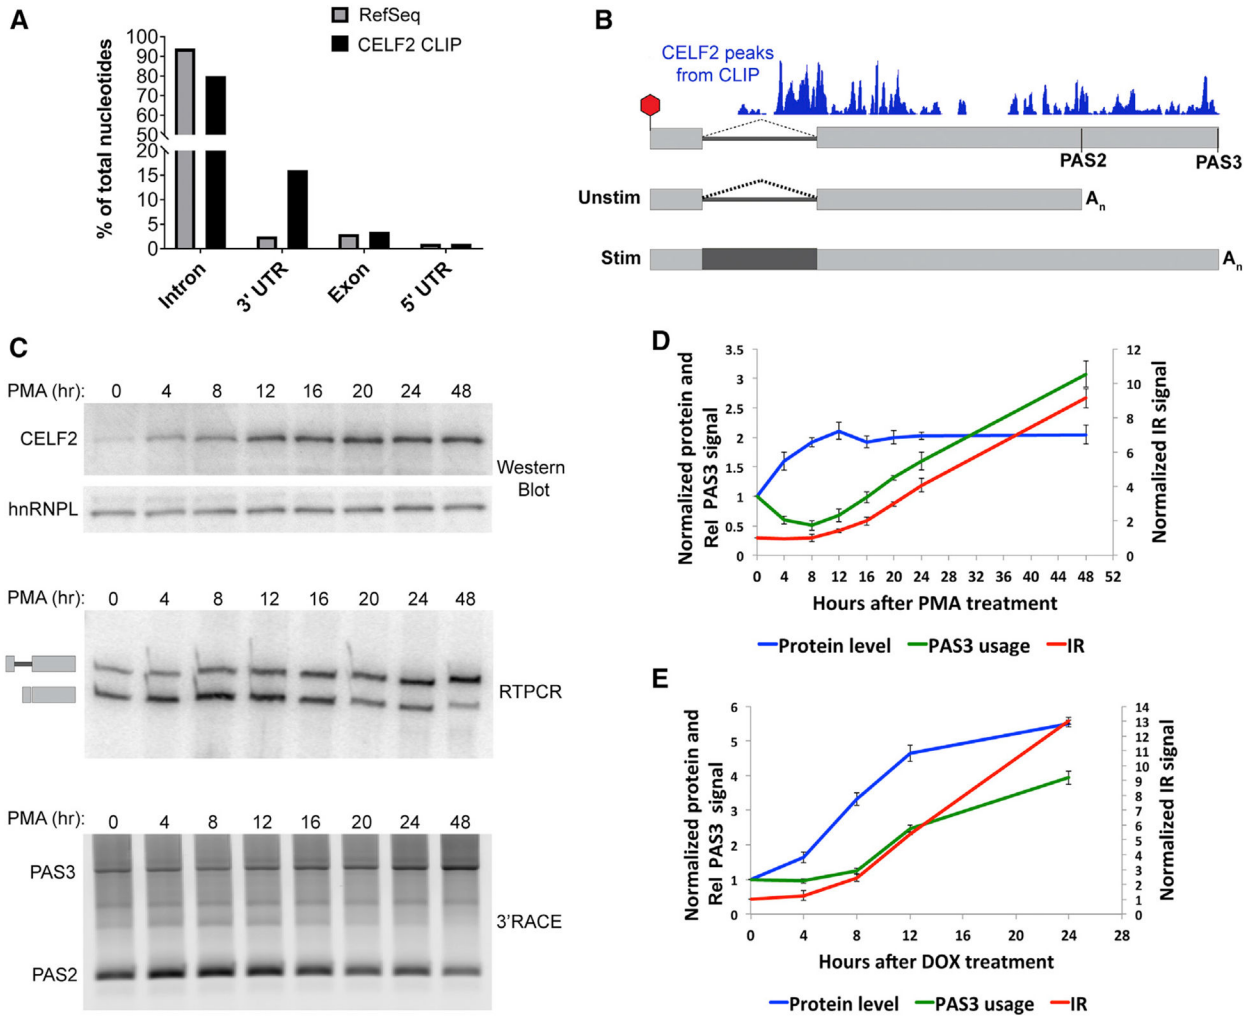 A
RefSeq
CELF2 CLIP
% of total nucleotides
100
90
80
70
60
50
20
15
10
5
0
Intron
3' UTR
Exon
5' UTR
B
CELF2 peaks
from CLIP
PAS2
PAS3
Unstim
An
Stim
An
C
PMA (hr): 0 4 8 12 16 20 24 48
CELF2
Western
Blot
hnRNPL
PMA (hr): 0 4 8 12 16 20 24 48
RTPCR
PMA (hr): 0 4 8 12 16 20 24 48
PAS3
3'RACE
PAS2
D
Normalized protein and
Rel PAS3 signal
3.5
3
2.5
2
1.5
1
0.5
0
12
10
8
6
4
2
0
Normalized IR signal
0 4 8 12 16 20 24 28 32 36 40 44 48 52
Hours after PMA treatment
Protein level PAS3 usage IR
E
Normalized protein and
Rel PAS3 signal
6
5
4
3
2
1
0
14
13
12
11
10
9
8
7
6
5
4
3
2
1
0
Normalized IR signal
0 4 8 12 16 20 24 28
Hours after DOX treatment
Protein level PAS3 usage IR